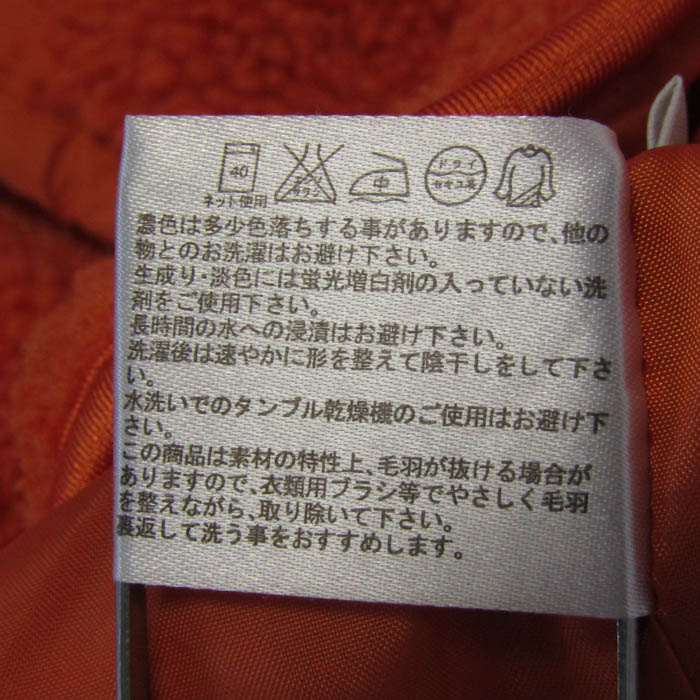 40
中
ドライ
セキユ系
ネット使用
濃色は多少色落ちする事がありますので、他の
物とのお洗濯はお避け下さい。
生成り・淡色には蛍光増白剤の入っていない洗
剤をご使用下さい。
長時間の水への浸漬はお避け下さい。
洗濯後は速やかに形を整えて陰干しをして下さ
い。
水洗いでのタンブル乾燥機のご使用はお避け下
さい。
この商品は素材の特性上、毛羽が抜ける場合が
ありますので、衣類用ブラシ等でやさしく毛羽
を整えながら、取り除いて下さい。
裏返して洗う事をおすすめします。